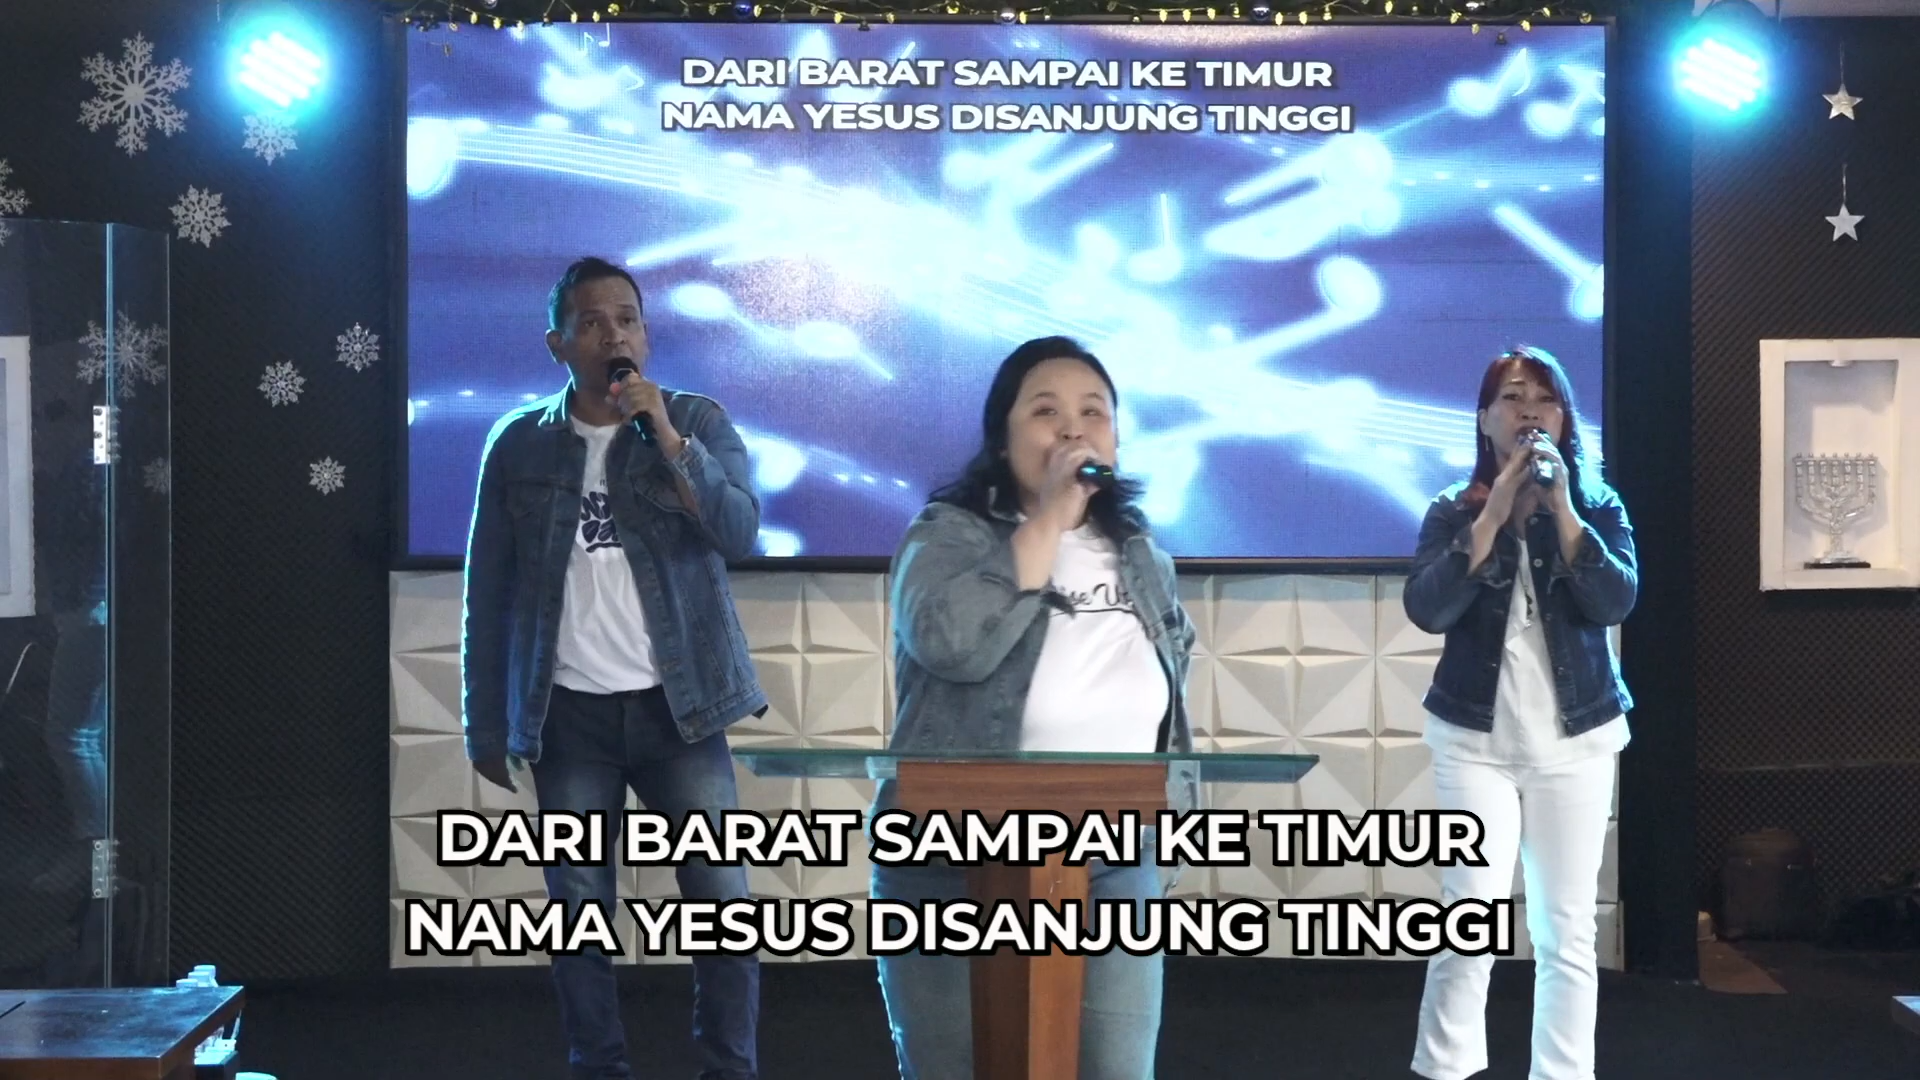 DARI BARAT SAMPAI KE TIMUR
NAMA YESUS DISANJUNG TINGGI
DARI BARAT SAMPAI KE TIMUR
NAMA YESUS DISANJUNG TINGGI